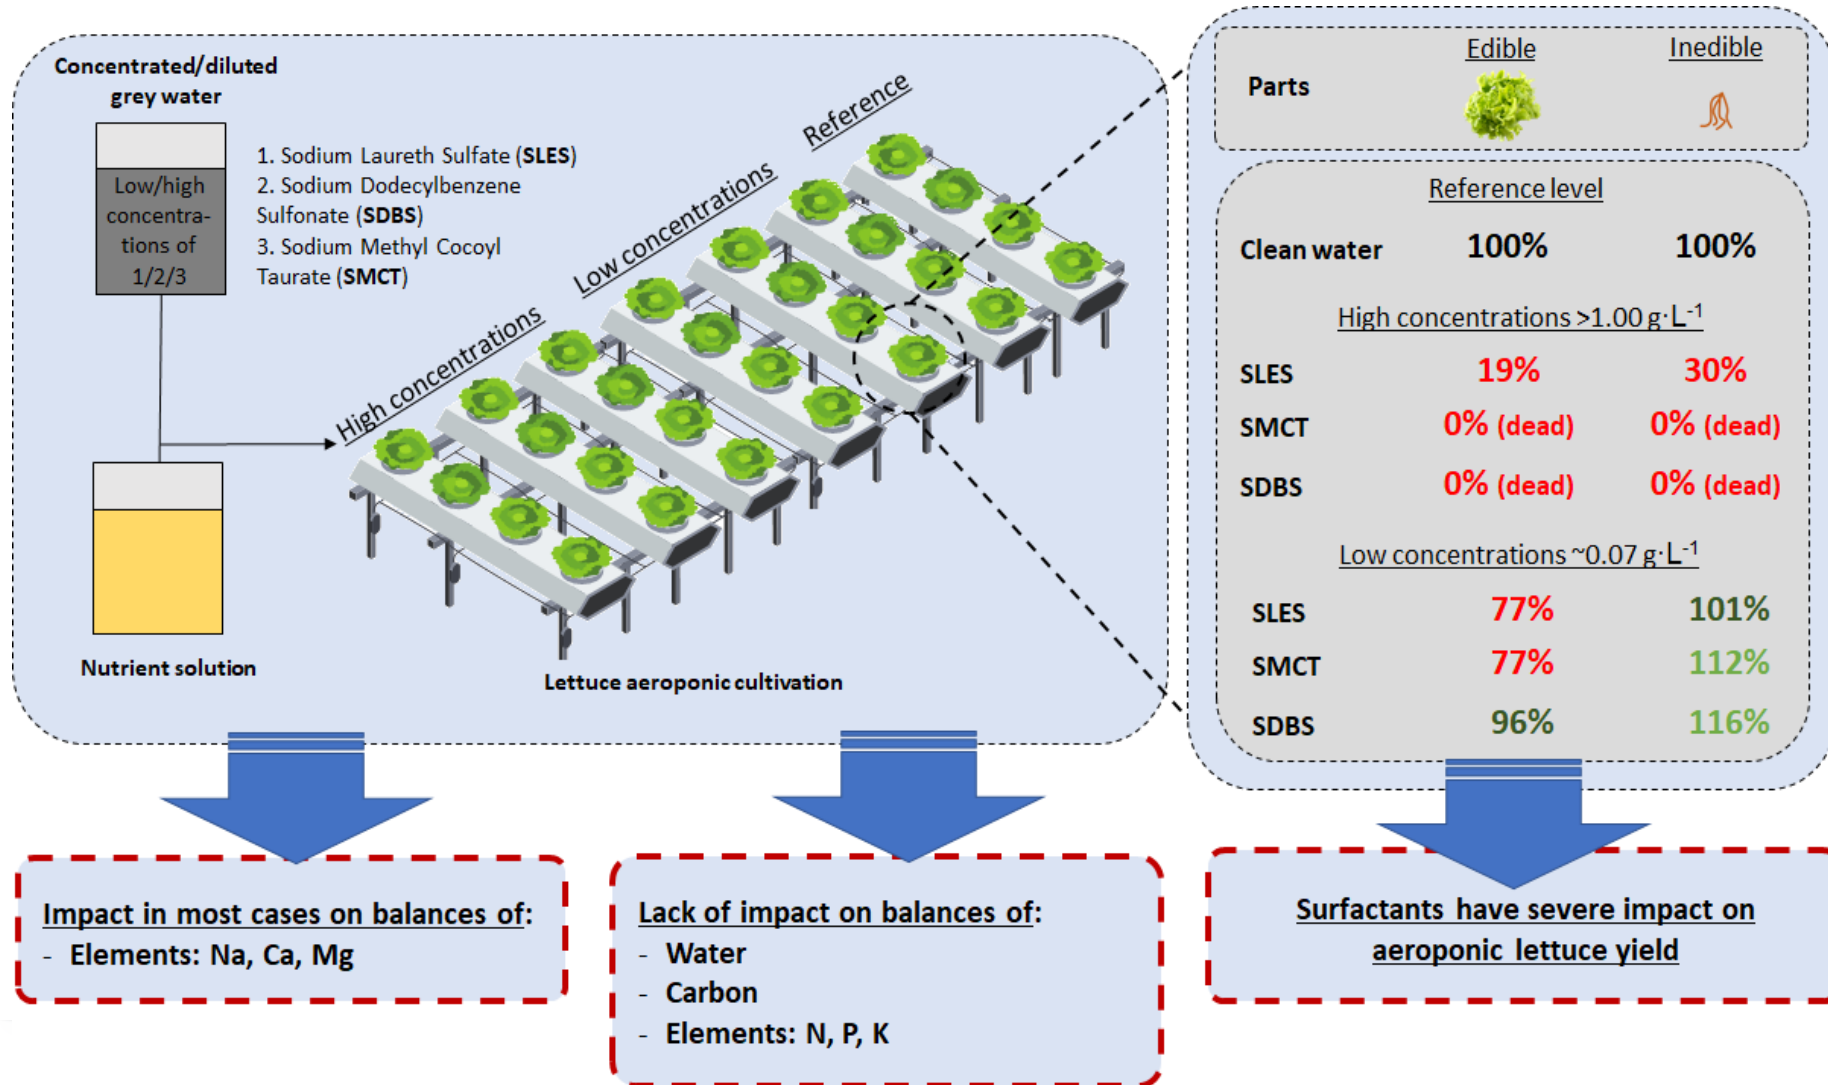 Concentrated/diluted
grey water
Low/high
concentra-
tions of
1/2/3
1. Sodium Laureth Sulfate (SLES)
2. Sodium Dodecylbenzene
Sulfonate (SDBS)
3. Sodium Methyl Cocoyl
Taurate (SMCT)
Nutrient solution
High concentrations
Low concentrations
Reference
Lettuce aeroponic cultivation
Parts
Edible
Inedible
Reference level
Clean water 100% 100%
High concentrations >1.00 g·L⁻¹
SLES 19% 30%
SMCT 0% (dead) 0% (dead)
SDBS 0% (dead) 0% (dead)
Low concentrations ~0.07 g·L⁻¹
SLES 77% 101%
SMCT 77% 112%
SDBS 96% 116%
Impact in most cases on balances of:
- Elements: Na, Ca, Mg
Lack of impact on balances of:
- Water
- Carbon
- Elements: N, P, K
Surfactants have severe impact on
aeroponic lettuce yield